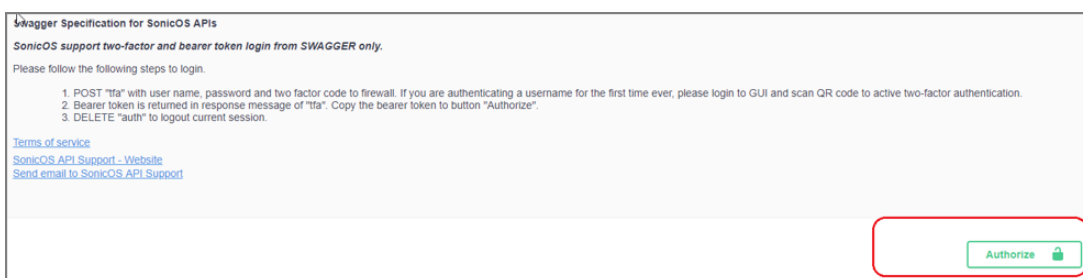 Swagger Specification for SonicOS APIs
SonicOS support two-factor and bearer token login from SWAGGER only.
Please follow the following steps to login.
1. POST "tfa" with user name, password and two factor code to firewall. If you are authenticating a username for the first time ever, please login to GUI and scan QR code to active two-factor authentication.
2. Bearer token is returned in response message of "tfa". Copy the bearer token to button "Authorize".
3. DELETE "auth" to logout current session.
Terms of service
SonicOS API Support - Website
Send email to SonicOS API Support
Authorize